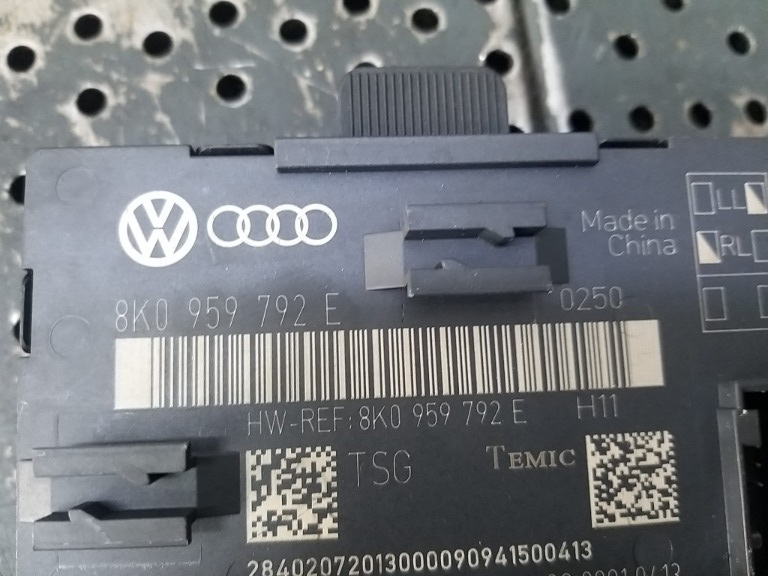 Made in
China
LL
RL
8K0 959 792 E
0250
HW-REF: 8K0 959 792 E H11
TSG
TEMIC
28402072013000090941500413